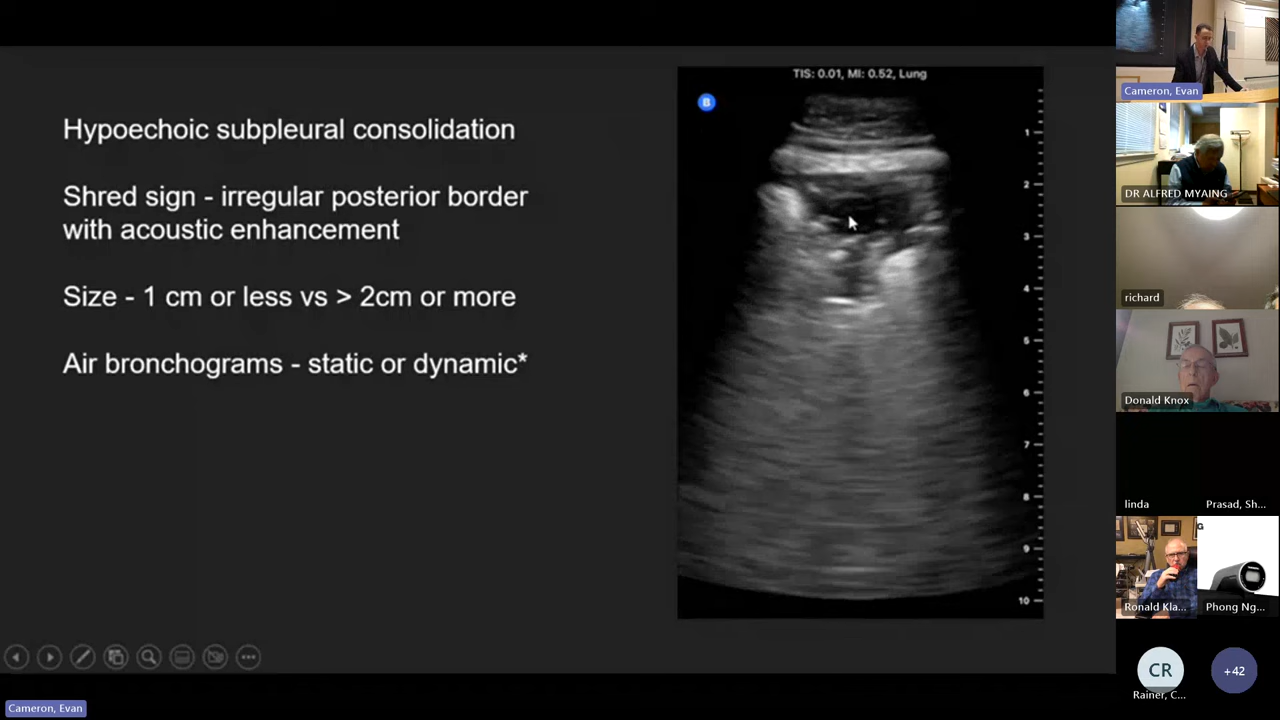 Hypoechoic subpleural consolidation
Shred sign - irregular posterior border
with acoustic enhancement
Size - 1 cm or less vs > 2cm or more
Air bronchograms - static or dynamic*
TIS: 0.01, MI: 0.52, Lung
B
1
2
3
4
5
6
7
8
9
10
Cameron, Evan
DR ALFRED MYAING
richard
Donald Knox
linda
Prasad, Sh...
Ronald Kla...
G
Phong Ng...
CR
Rainer, C...
+42
Cameron, Evan